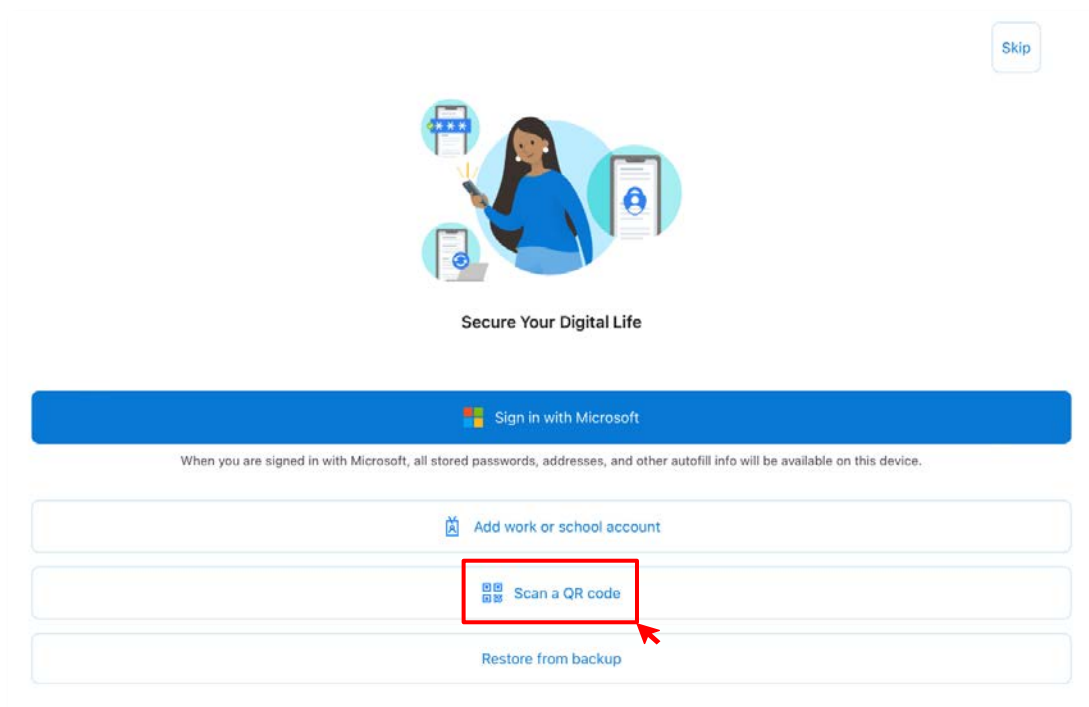 Skip
***
Secure Your Digital Life
Sign in with Microsoft
When you are signed in with Microsoft, all stored passwords, addresses, and other autofill info will be available on this device.
Add work or school account
Scan a QR code
Restore from backup